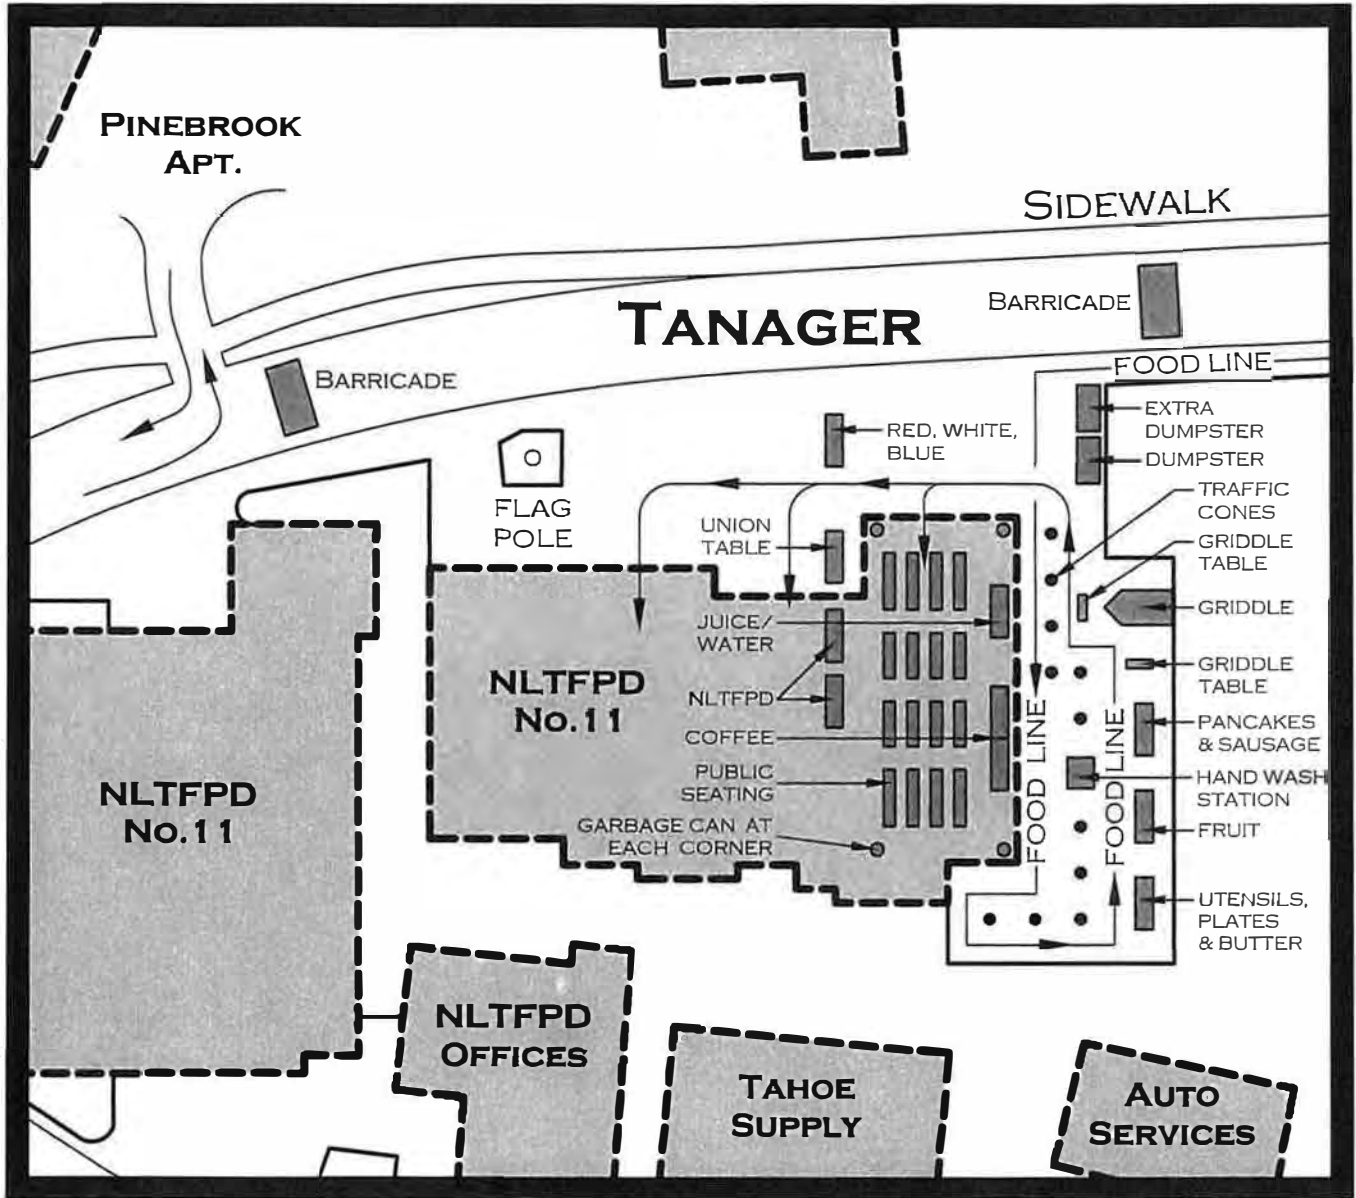 PINEBROOK
APT.
SIDEWALK
TANAGER
BARRICADE
BARRICADE
FOOD LINE
EXTRA
DUMPSTER
DUMPSTER
RED, WHITE,
BLUE
FLAG
POLE
UNION
TABLE
TRAFFIC
CONES
GRIDDLE
TABLE
GRIDDLE
JUICE/
WATER
GRIDDLE
TABLE
NLTFPD
No.11
NLTFPD
COFFEE
PUBLIC
SEATING
GARBAGE CAN AT
EACH CORNER
FOOD LINE
FOOD LINE
PANCAKES
& SAUSAGE
HAND WASH
STATION
FRUIT
UTENSILS,
PLATES
& BUTTER
NLTFPD
No.11
NLTFPD
OFFICES
TAHOE
SUPPLY
AUTO
SERVICES